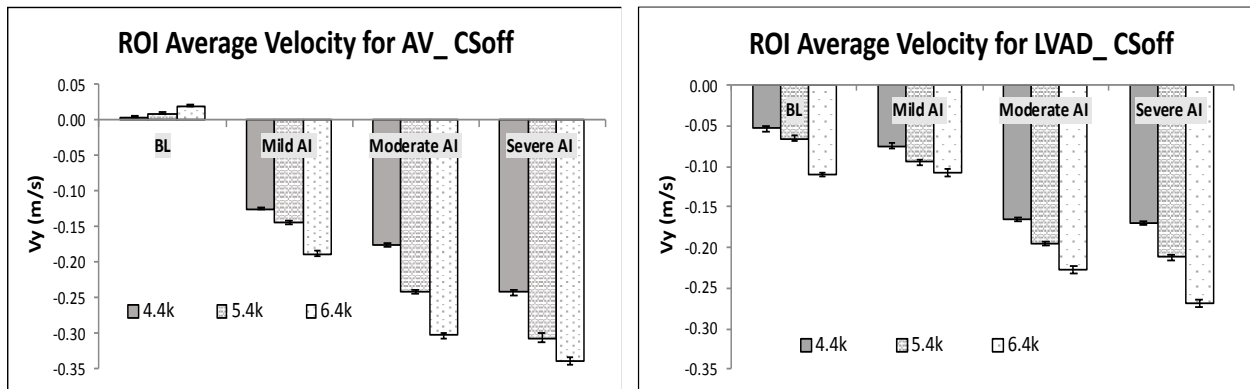 ROI Average Velocity for AV_ CSoff
0.05
0.00
-0.05
-0.10
-0.15
-0.20
-0.25
-0.30
-0.35
Vy (m/s)
BL Mild AI Moderate AI Severe AI
4.4k 5.4k 6.4k
ROI Average Velocity for LVAD_ CSoff
0.00
-0.05
-0.10
-0.15
-0.20
-0.25
-0.30
-0.35
Vy (m/s)
BL Mild AI Moderate AI Severe AI
4.4k 5.4k 6.4k